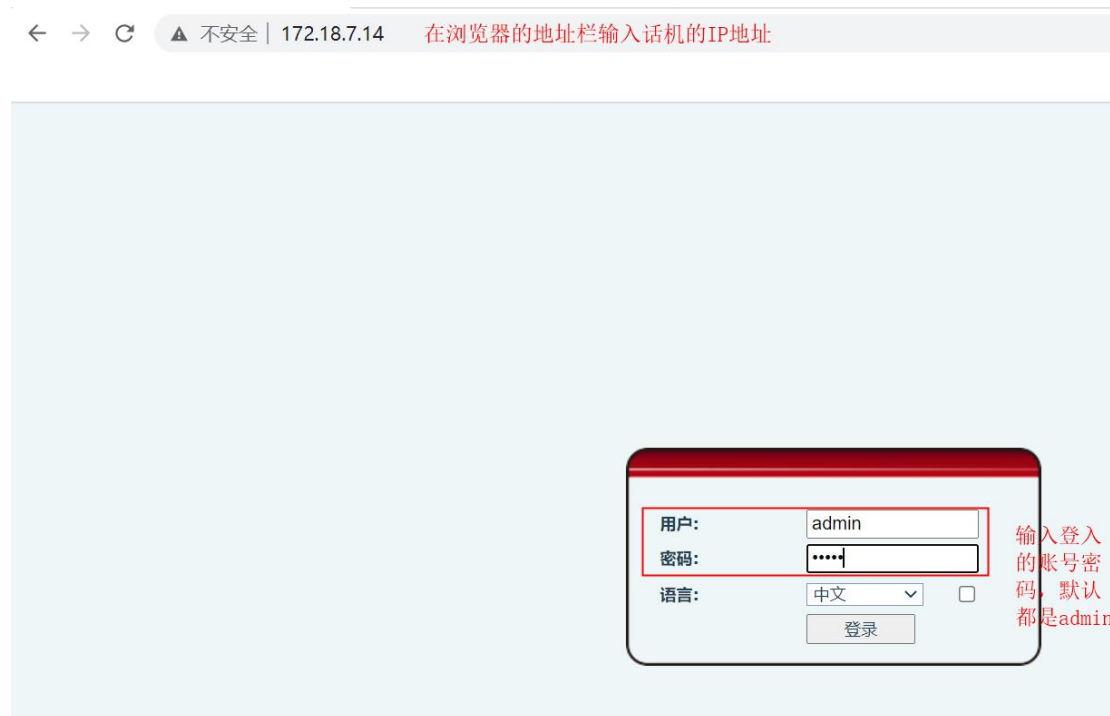 不安全 | 172.18.7.14 在浏览器的地址栏输入话机的IP地址
用户: admin
密码: •••••
语言: 中文
登录
输入登入
的账号密
码，默认
都是admin